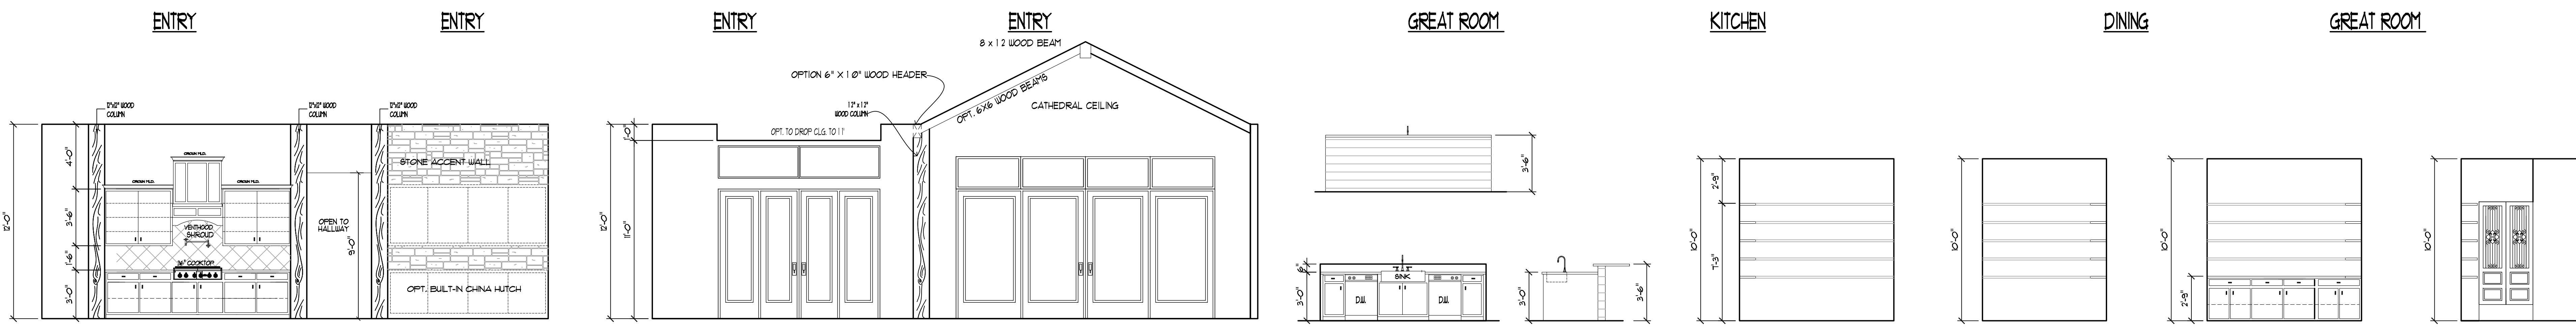 ENTRY
ENTRY
ENTRY
ENTRY
GREAT ROOM
KITCHEN
DINING
GREAT ROOM
8 x 12 WOOD BEAM
OPTION 6" X 10" WOOD HEADER
OPT. 6X6 WOOD BEAMS
CATHEDRAL CEILING
12"x12" WOOD
COLUMN
12"x12" WOOD
COLUMN
12"x12" WOOD
COLUMN
12" x 12"
WOOD COLUMN
OPT. TO DROP CLG. TO 11'
12'-0"
4'-0"
3'-6"
1'-6"
3'-0"
CROWN MLD.
CROWN MLD.
CROWN MLD.
VENTHOOD
SHROUD
36" COOKTOP
OPEN TO
HALLWAY
9'-0"
STONE ACCENT WALL
OPT. BUILT-IN CHINA HUTCH
12'-0"
1'-0"
11'-0"
3'-6"
6"
3'-0"
D.W.
SINK
D.W.
3'-0"
3'-6"
10'-0"
2'-9"
7'-3"
10'-0"
10'-0"
2'-9"
10'-0"